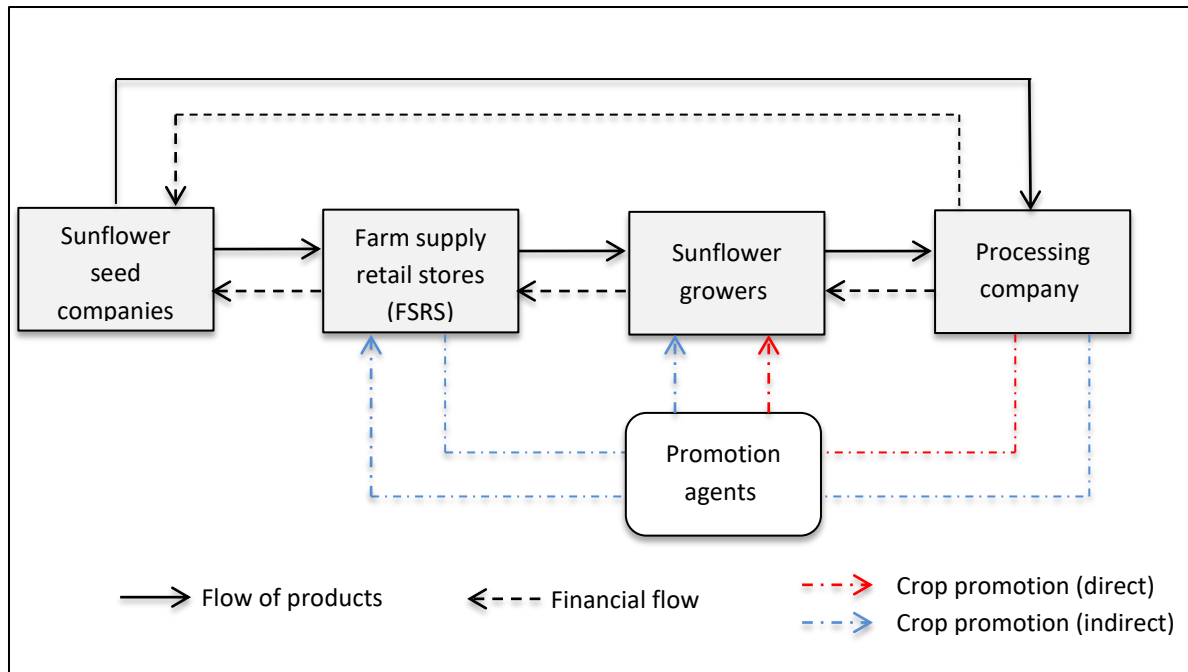 Sunflower
seed
companies
Farm supply
retail stores
(FSRS)
Sunflower
growers
Processing
company
Promotion
agents
Flow of products
Financial flow
Crop promotion (direct)
Crop promotion (indirect)